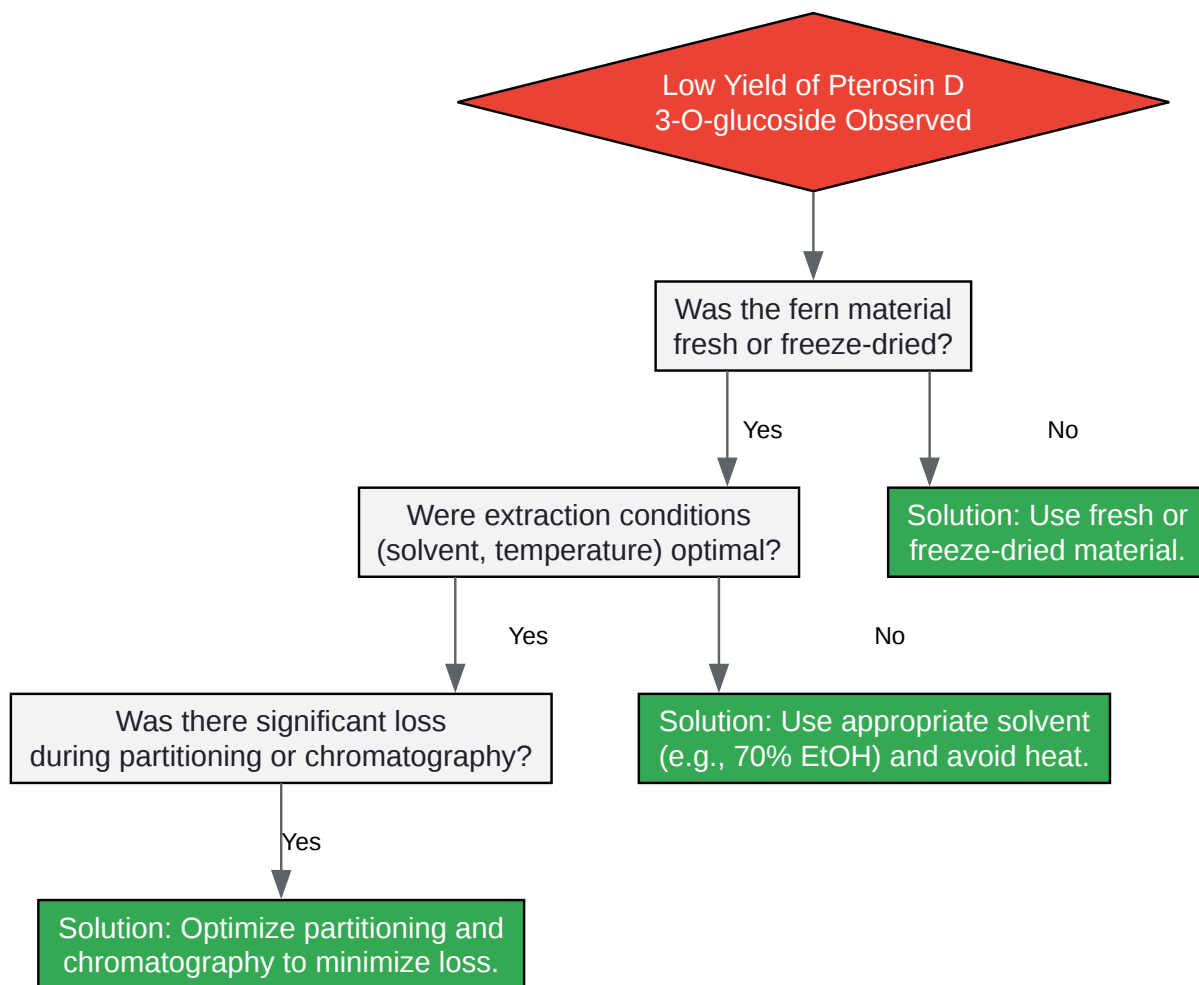 Low Yield of Pterosin D
3-O-glucoside Observed
Was the fern material
fresh or freeze-dried?
Yes
No
Were extraction conditions
(solvent, temperature) optimal?
Solution: Use fresh or
freeze-dried material.
Yes
No
Was there significant loss
during partitioning or chromatography?
Solution: Use appropriate solvent
(e.g., 70% EtOH) and avoid heat.
Yes
Solution: Optimize partitioning and
chromatography to minimize loss.